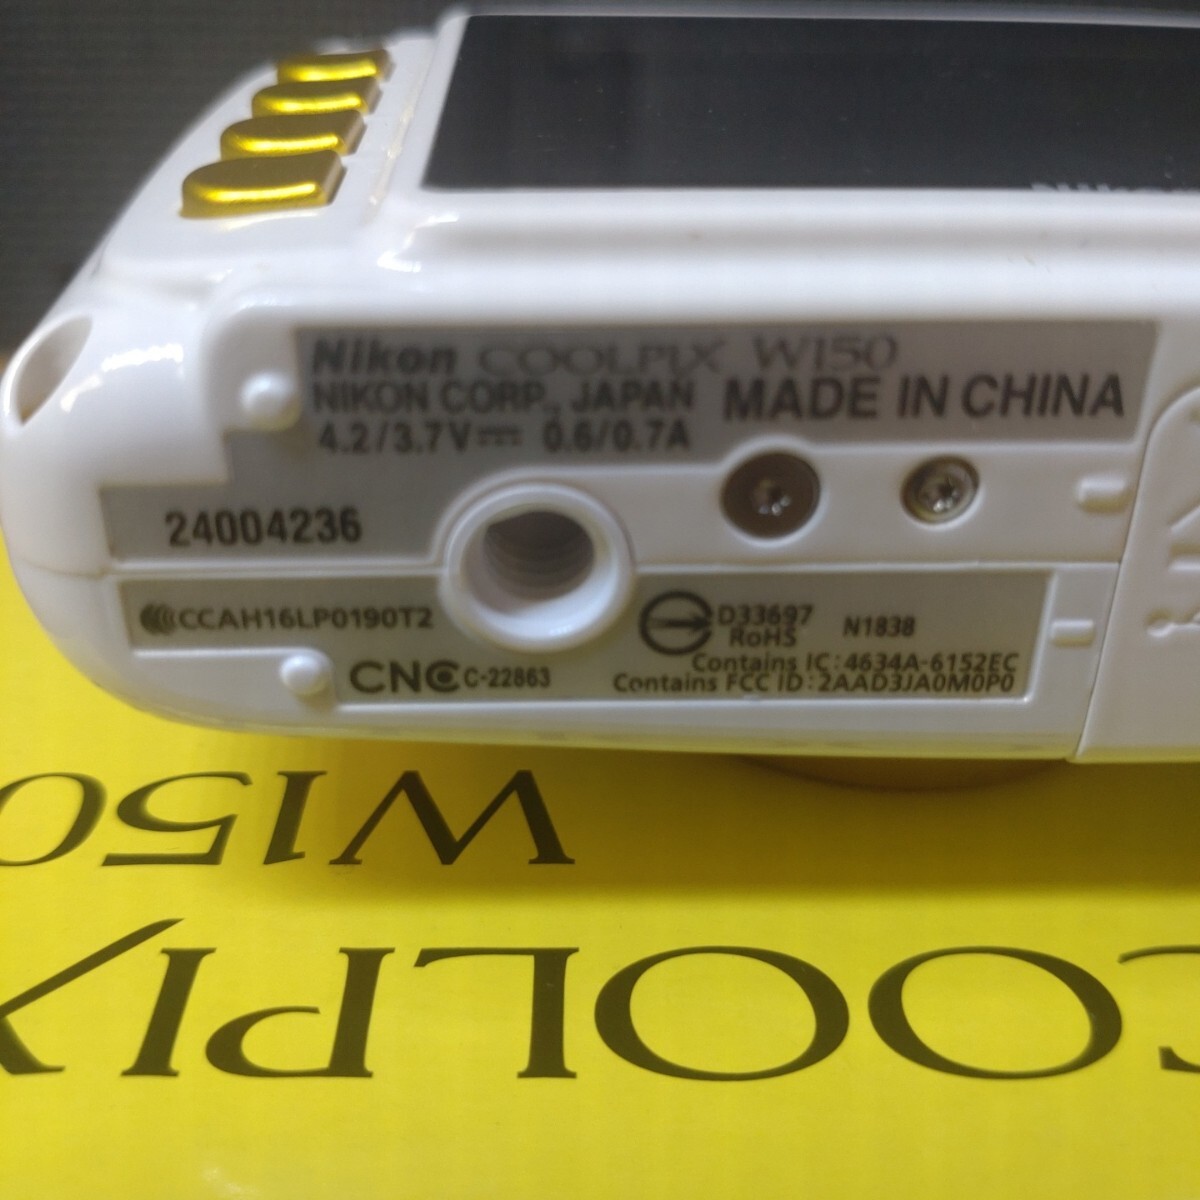 Nikon COOLPIX W150
NIKON CORP., JAPAN MADE IN CHINA
4.2/3.7V 0.6/0.7A
24004236
CCAH16LP0190T2
D33697
RoHS
N1838
CNC C-22863
Contains IC:4634A-6152EC
Contains FCC ID:2AAD3JA0M0P0
W150
COOLPIX